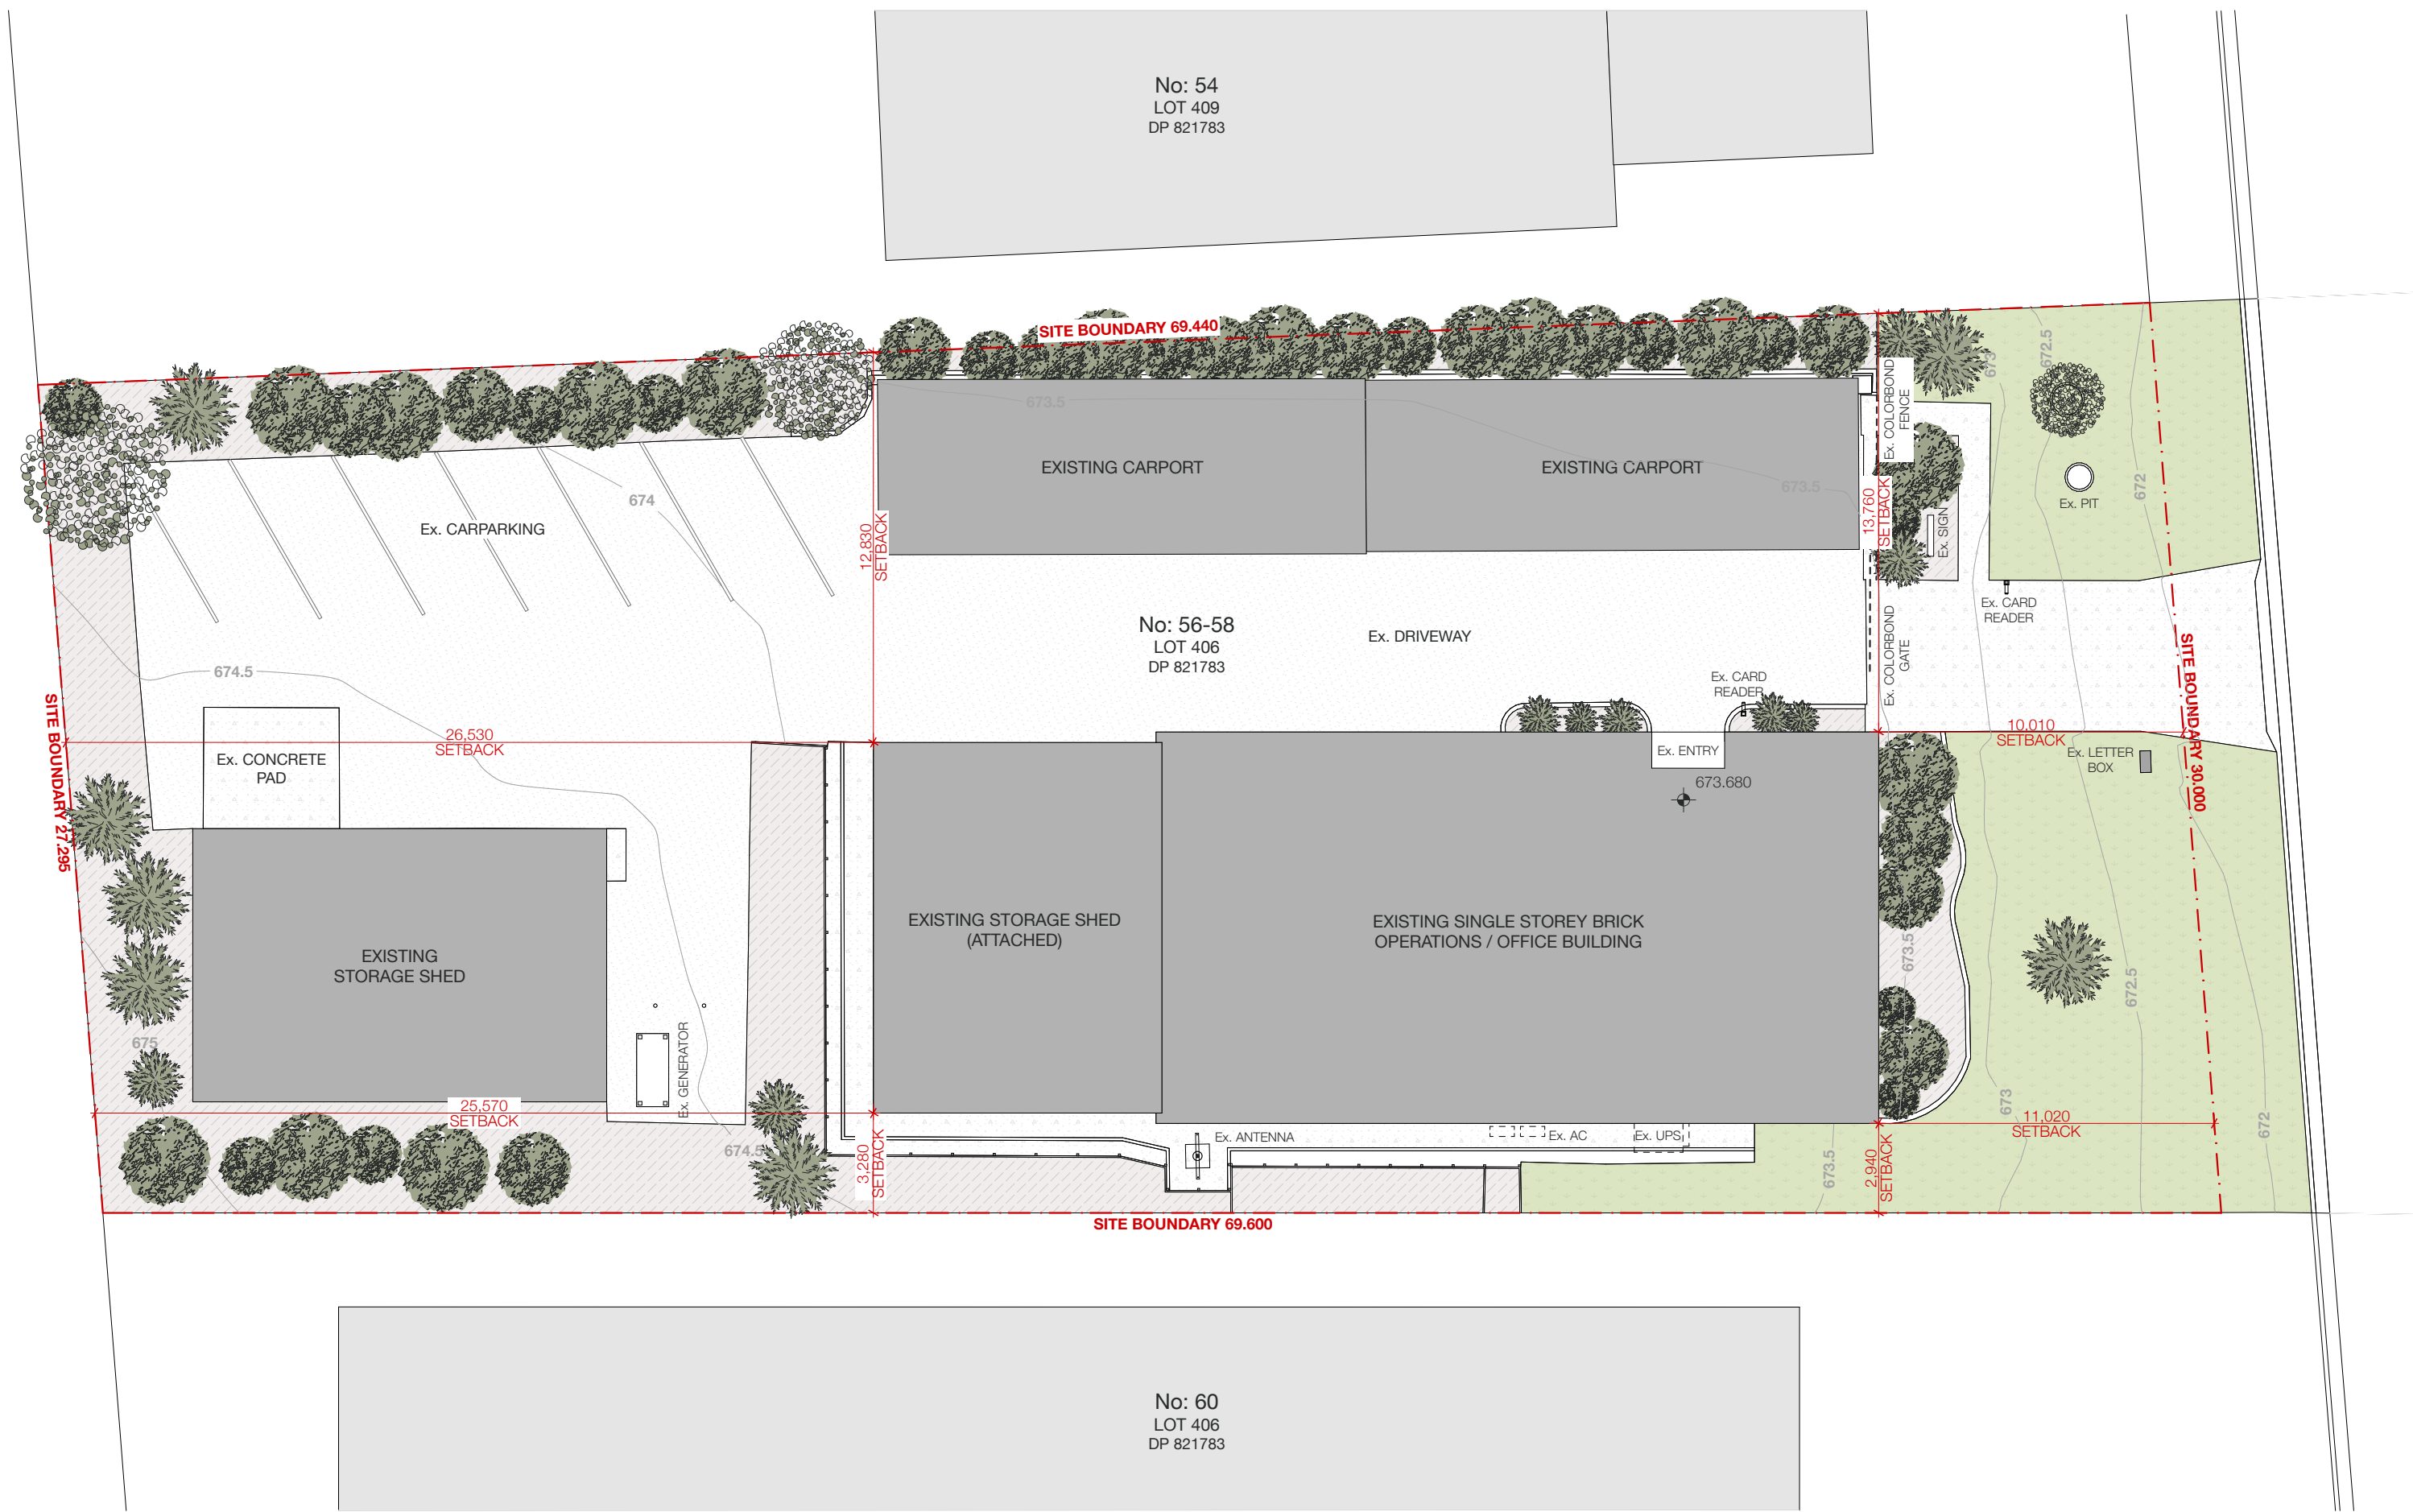 No: 54
LOT 409
DP 821783
SITE BOUNDARY 69.440
673
672.5
Ex. COLORBOND
FENCE
673.5
EXISTING CARPORT
EXISTING CARPORT
673.5
672
674
Ex. PIT
Ex. CARPARKING
12,830
SETBACK
13,760
SETBACK
Ex. SIGN
Ex. CARD
READER
No: 56-58
LOT 406
DP 821783
Ex. DRIVEWAY
Ex. COLORBOND
GATE
674.5
Ex. CARD
READER
SITE BOUNDARY 30.000
26,530
SETBACK
10,010
SETBACK
Ex. CONCRETE
PAD
Ex. ENTRY
Ex. LETTER
BOX
673.680
SITE BOUNDARY 27.295
EXISTING STORAGE SHED
(ATTACHED)
EXISTING SINGLE STOREY BRICK
OPERATIONS / OFFICE BUILDING
673.5
EXISTING
STORAGE SHED
672.5
675
Ex. GENERATOR
673
25,570
SETBACK
11,020
SETBACK
672
Ex. ANTENNA
Ex. AC
Ex. UPS
674.5
3,280
SETBACK
673.5
2,940
SETBACK
SITE BOUNDARY 69.600
No: 60
LOT 406
DP 821783